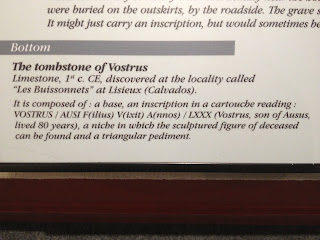 were buried on the outskirts, by the roadside. The grave s
It might just carry an inscription, but would sometimes be
Bottom
The tombstone of Vostrus
Limestone, 1st c. CE, discovered at the locality called
"Les Buissonnets" at Lisieux (Calvados).
It is composed of : a base, an inscription in a cartouche reading :
VOSTRUS / AUSI F(ilius) V(ixit) A(nnos) / LXXX (Vostrus, son of Ausus,
lived 80 years), a niche in which the sculptured figure of deceased
can be found and a triangular pediment.